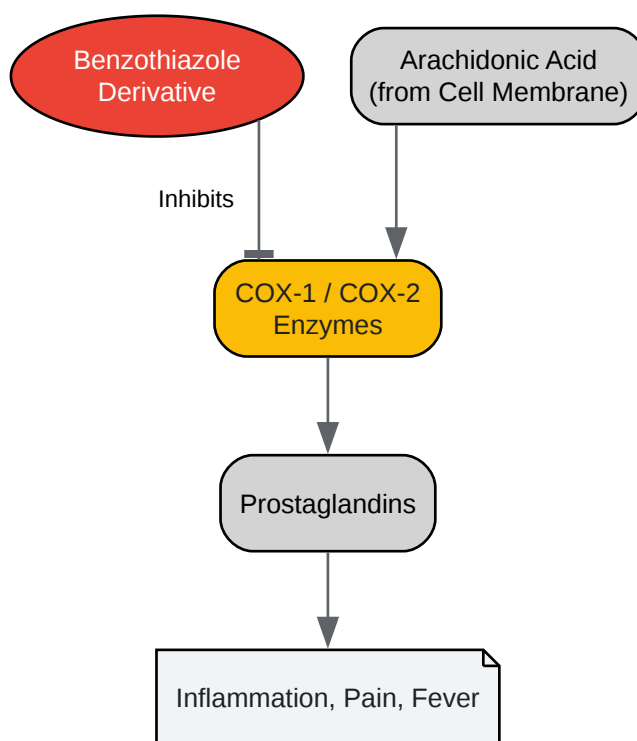 Benzothiazole
Derivative
Arachidonic Acid
(from Cell Membrane)
Inhibits
COX-1 / COX-2
Enzymes
Prostaglandins
Inflammation, Pain, Fever